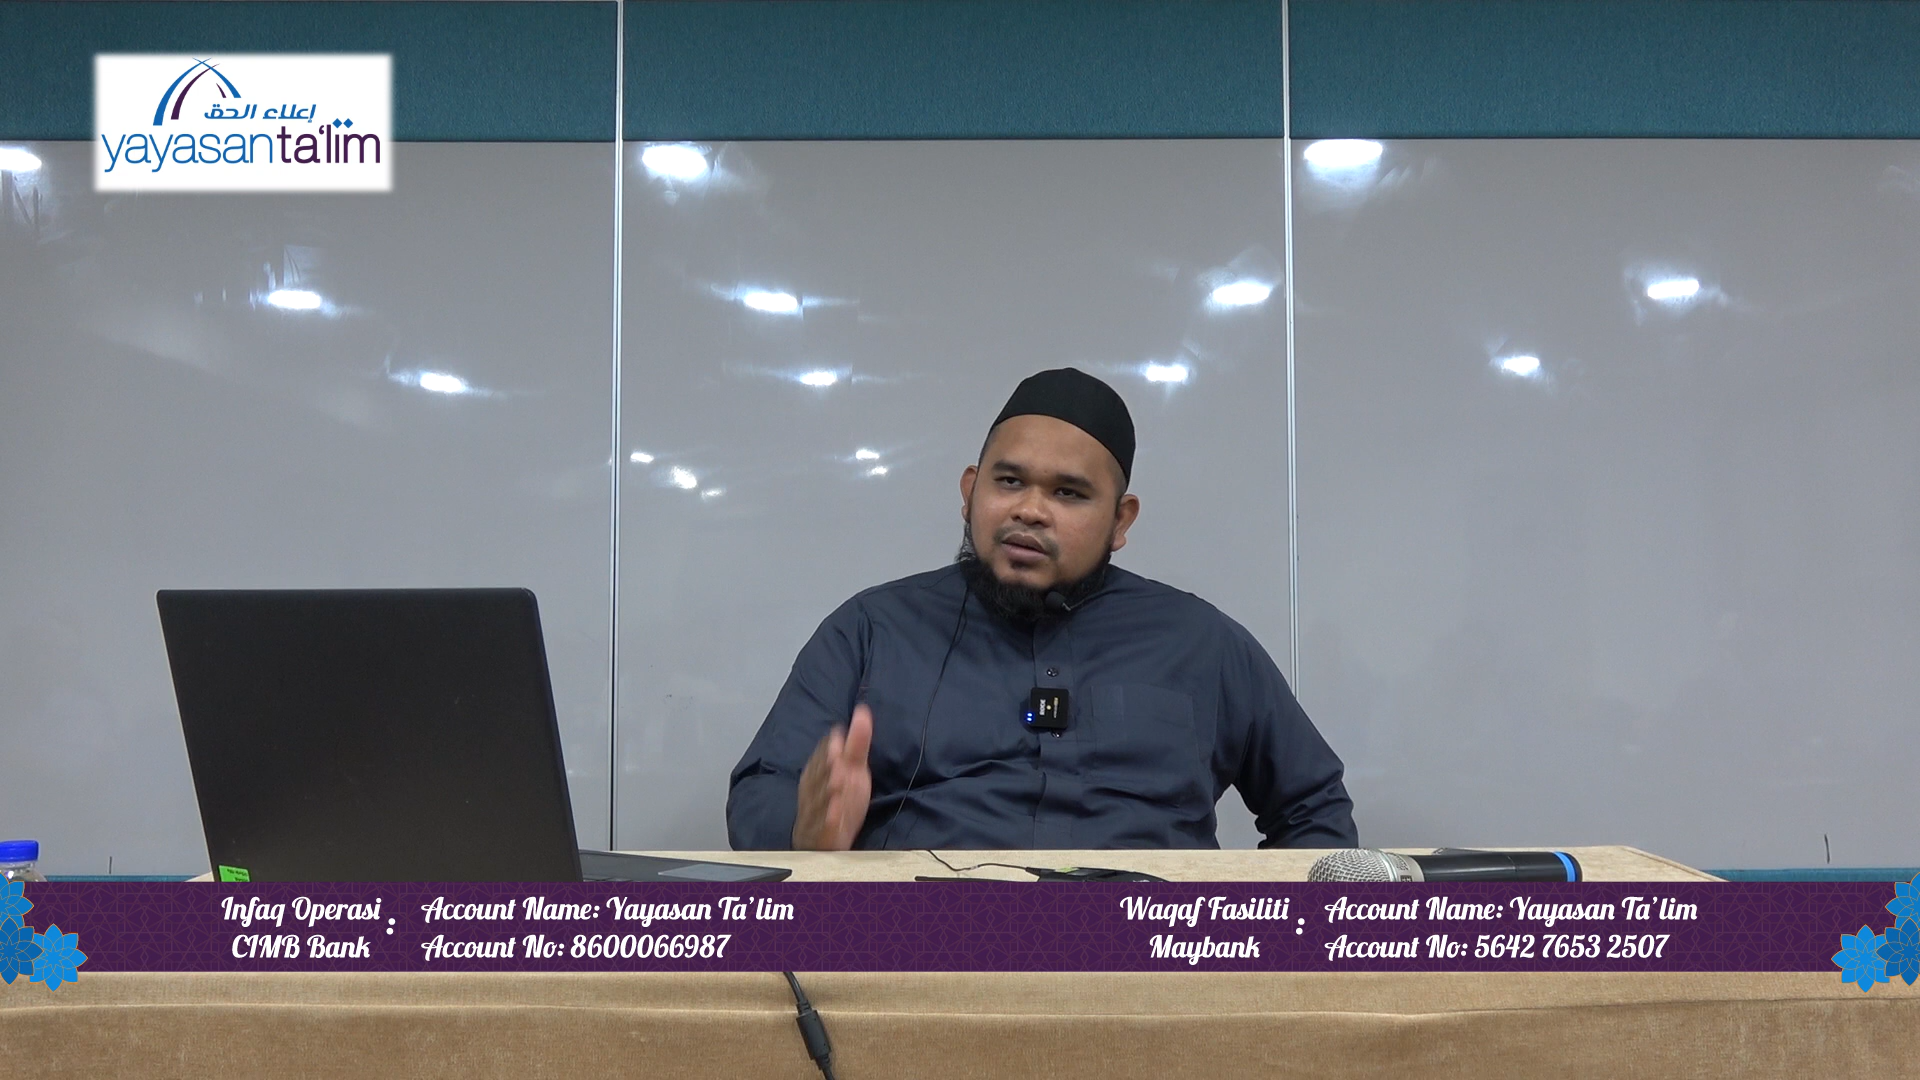 إعلاء الحق
yayasanta'lim
RODE
Infaq Operasi
CIMB Bank
:
Account Name: Yayasan Ta'lim
Account No: 8600066987
Waqaf Fasiliti
Maybank
:
Account Name: Yayasan Ta'lim
Account No: 5642 7653 2507